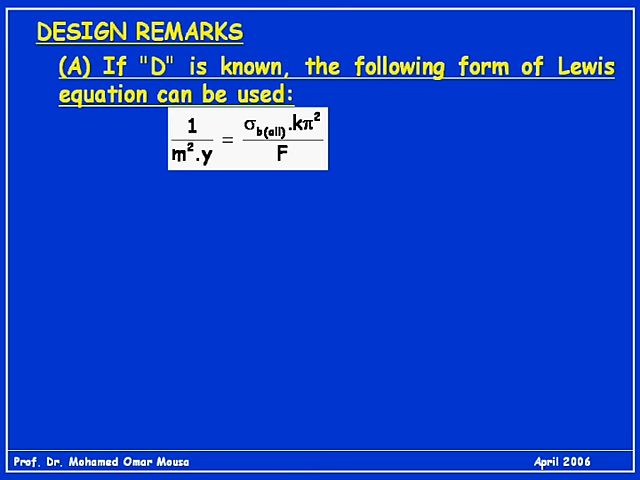 DESIGN REMARKS
(A) If "D" is known, the following form of Lewis
equation can be used:
1/(m².y) = (σb(all).kπ²)/F
Prof. Dr. Mohamed Omar Mousa
April 2006